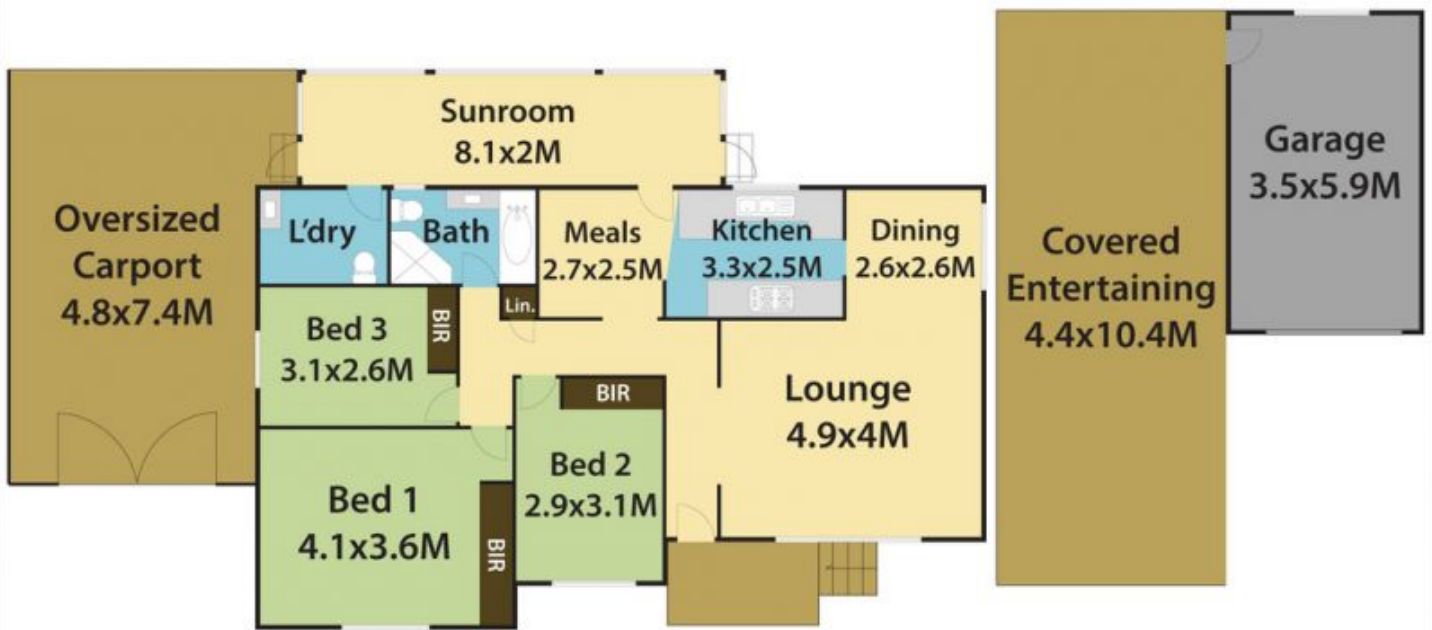 Sunroom
8.1x2M
Oversized
Carport
4.8x7.4M
L'dry
Bath
Meals
2.7x2.5M
Kitchen
3.3x2.5M
Dining
2.6x2.6M
Lin.
Bed 3
3.1x2.6M
BIR
BIR
Lounge
4.9x4M
Bed 2
2.9x3.1M
Bed 1
4.1x3.6M
BIR
Covered
Entertaining
4.4x10.4M
Garage
3.5x5.9M